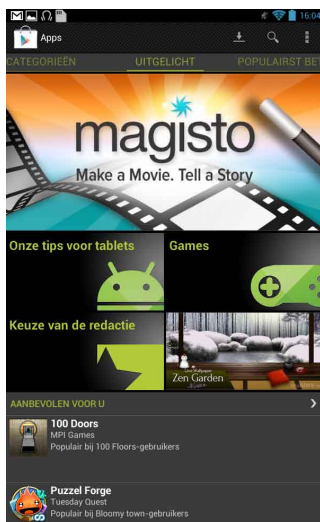 16:04
Apps
CATEGORIEËN UITGELICHT POPULAIRST BET
magisto
Make a Movie. Tell a Story
Onze tips voor tablets
Games
Keuze van de redactie
Live Wallpaper
Zen Garden
AANBEVOLEN VOOR U
100 Doors
MPI Games
Populair bij 100 Floors-gebruikers
Puzzel Forge
Tuesday Quest
Populair bij Bloomy town-gebruikers